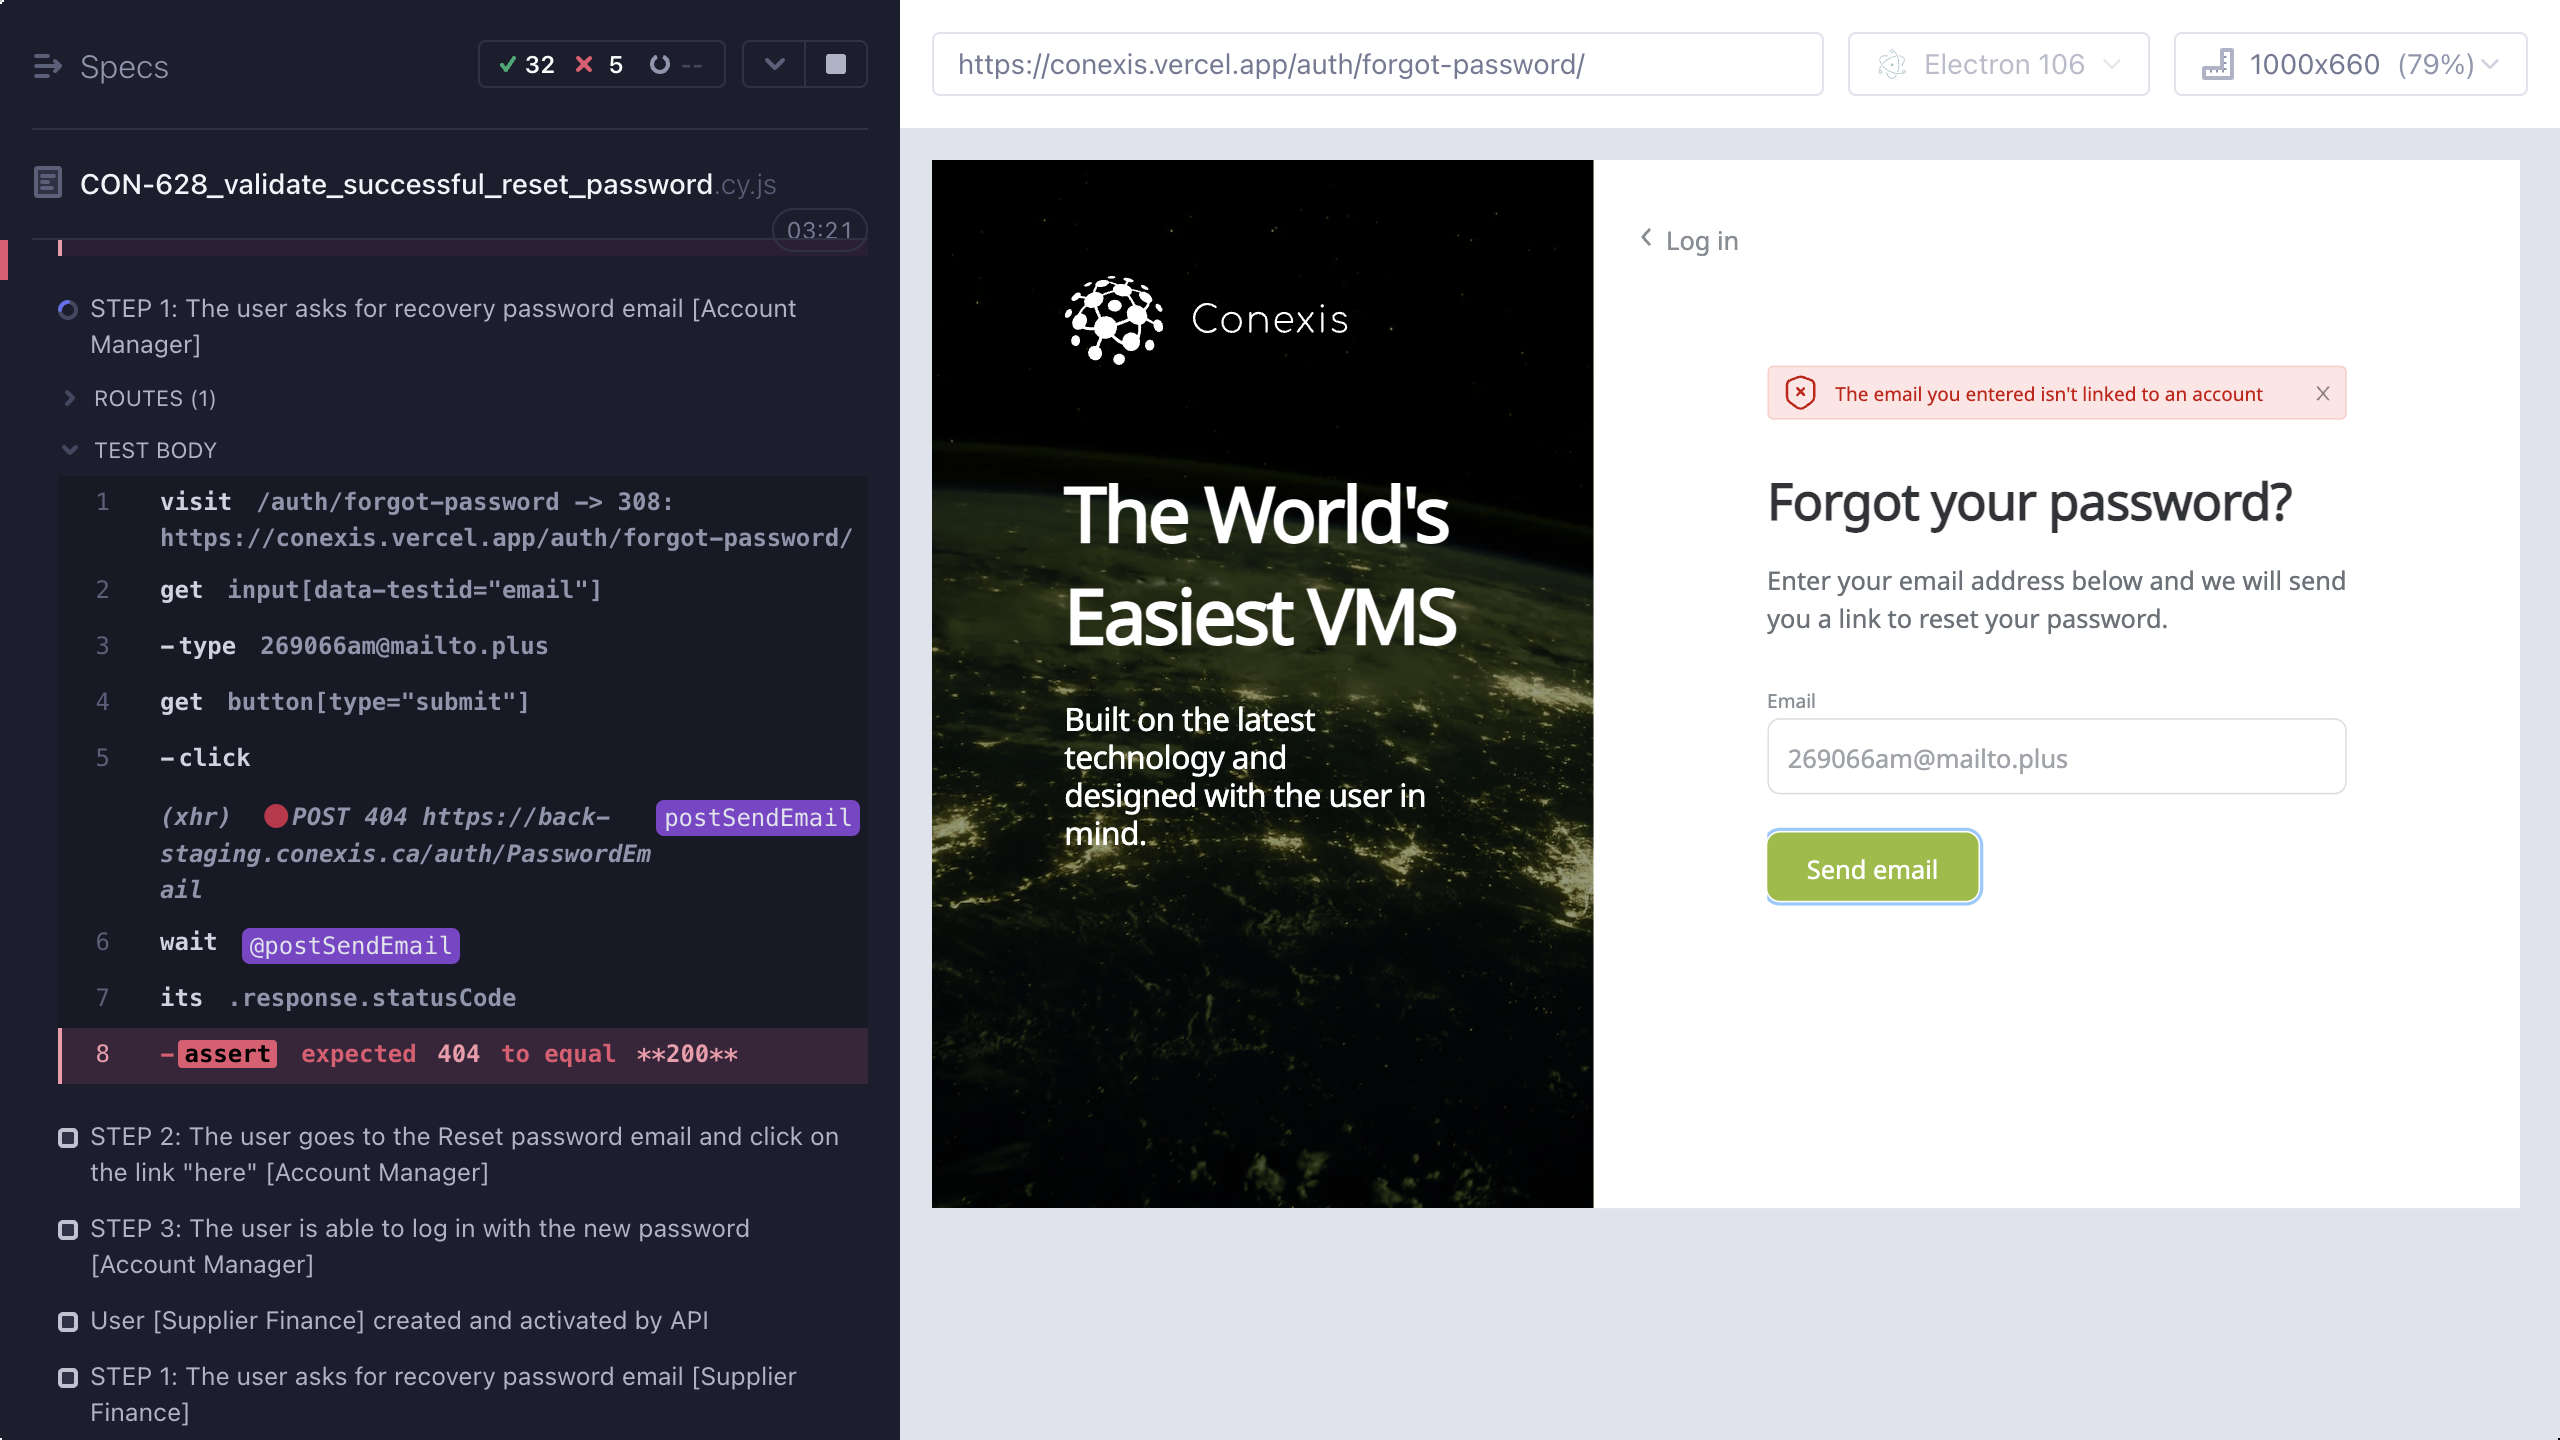 Specs
32 5 --
CON-628_validate_successful_reset_password.cy.js
03:21
STEP 1: The user asks for recovery password email [Account
Manager]
ROUTES (1)
TEST BODY
1 visit /auth/forgot-password -> 308:
https://conexis.vercel.app/auth/forgot-password/
2 get input[data-testid="email"]
3 -type 269066am@mailto.plus
4 get button[type="submit"]
5 -click
(xhr) POST 404 https://back- postSendEmail
staging.conexis.ca/auth/PasswordEm
ail
6 wait @postSendEmail
7 its .response.statusCode
8 -assert expected 404 to equal **200**
STEP 2: The user goes to the Reset password email and click on
the link "here" [Account Manager]
STEP 3: The user is able to log in with the new password
[Account Manager]
User [Supplier Finance] created and activated by API
STEP 1: The user asks for recovery password email [Supplier
Finance]
https://conexis.vercel.app/auth/forgot-password/
Electron 106
1000x660 (79%)
Conexis
The World's
Easiest VMS
Built on the latest
technology and
designed with the user in
mind.
Log in
The email you entered isn't linked to an account
Forgot your password?
Enter your email address below and we will send
you a link to reset your password.
Email
269066am@mailto.plus
Send email